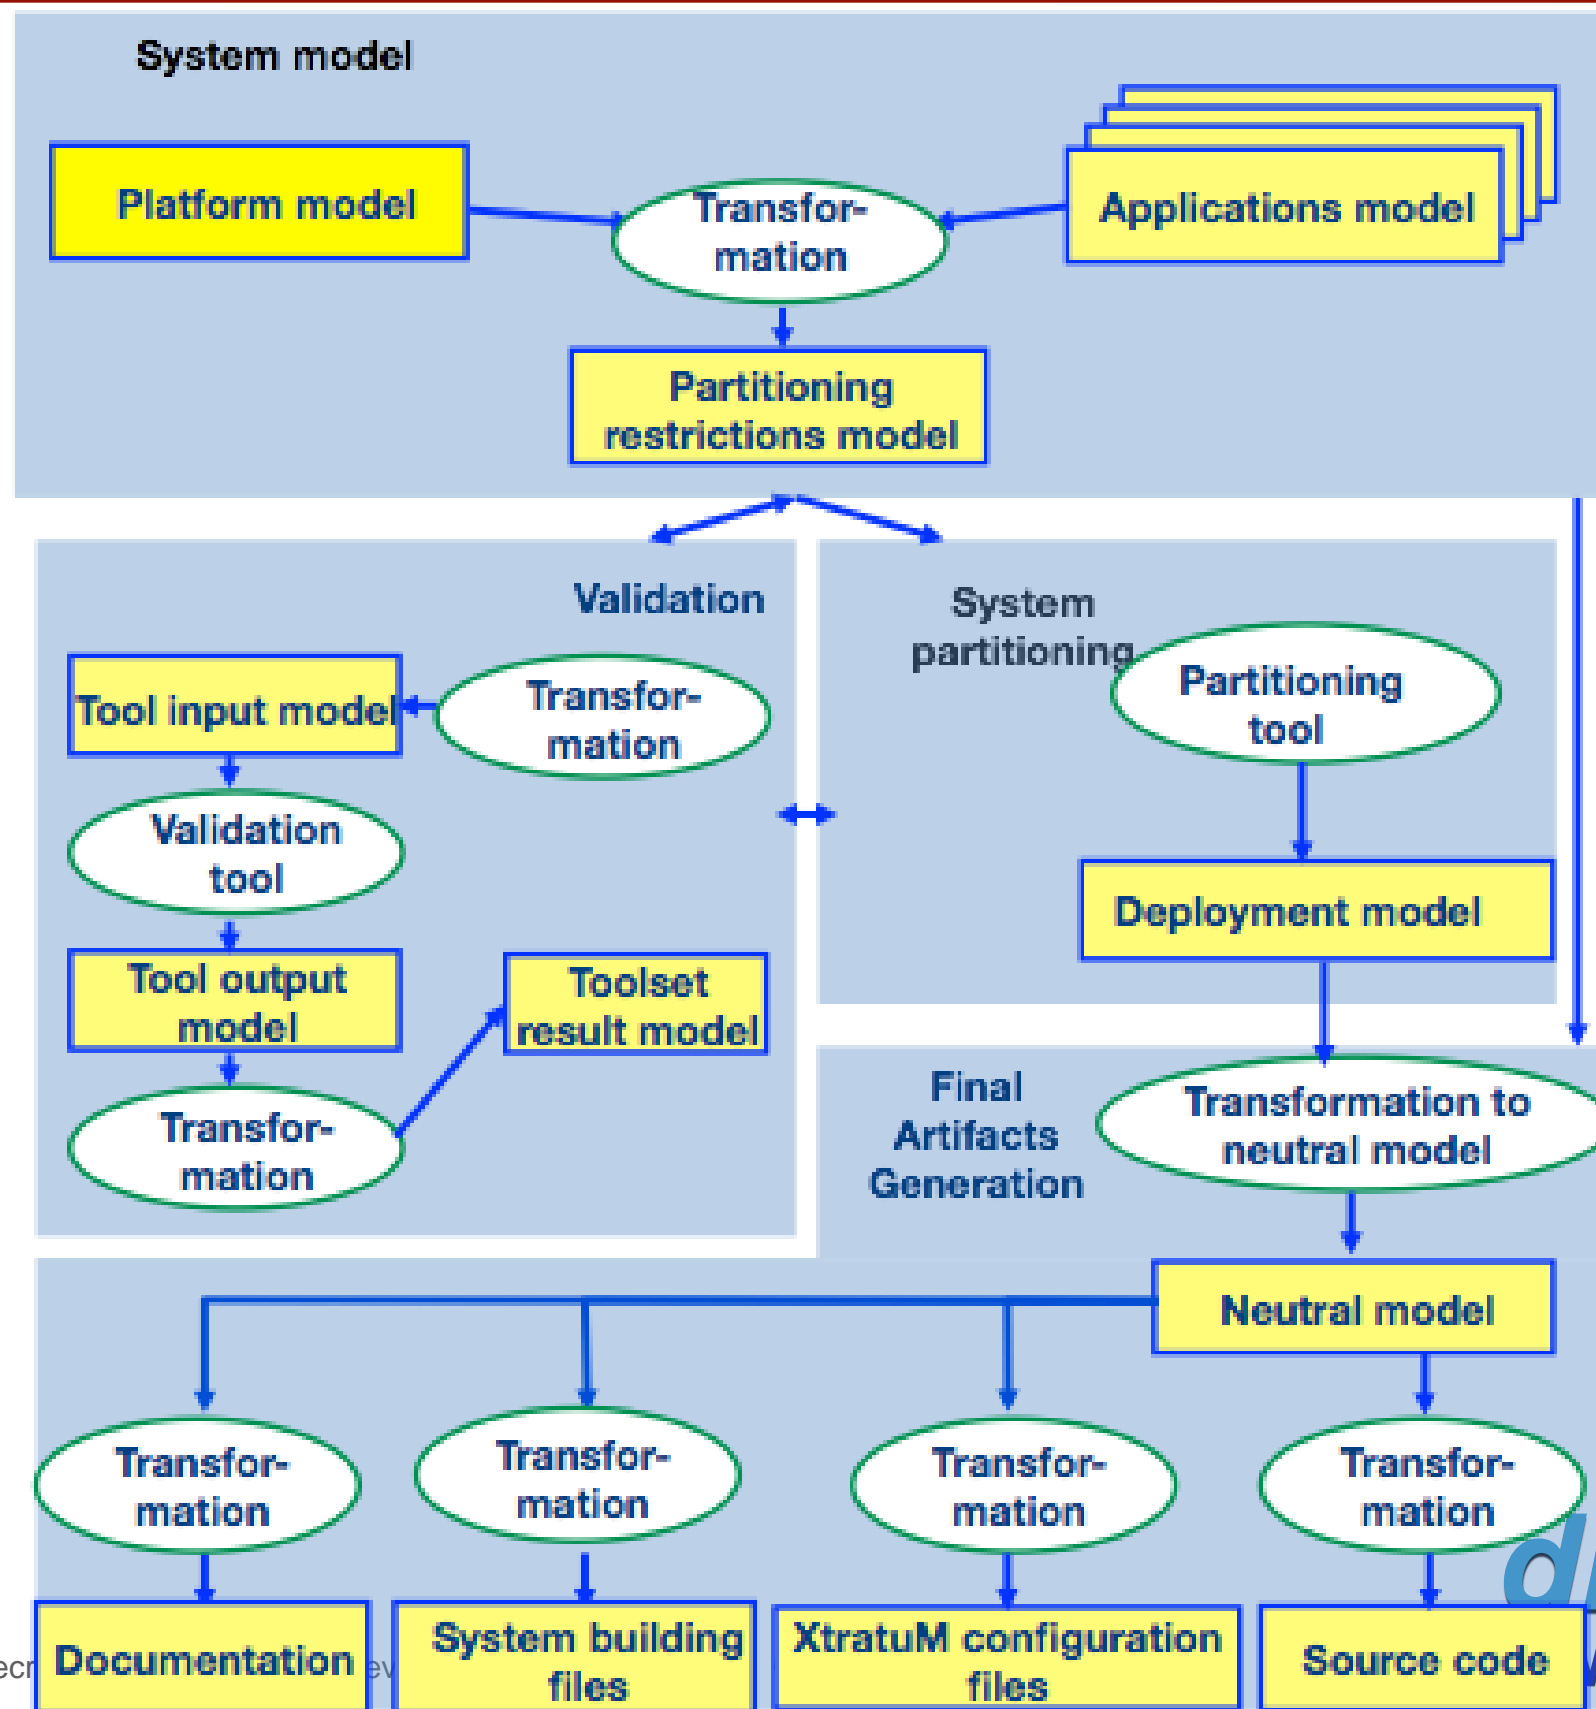 System model
Platform model
Transfor-
mation
Applications model
Partitioning
restrictions model
Validation
Tool input model
Transfor-
mation
Validation
tool
Tool output
model
Toolset
result model
Transfor-
mation
System
partitioning
Partitioning
tool
Deployment model
Final
Artifacts
Generation
Transformation to
neutral model
Neutral model
Transfor-
mation
Transfor-
mation
Transfor-
mation
Transfor-
mation
Documentation
System building
files
XtratuM configuration
files
Source code